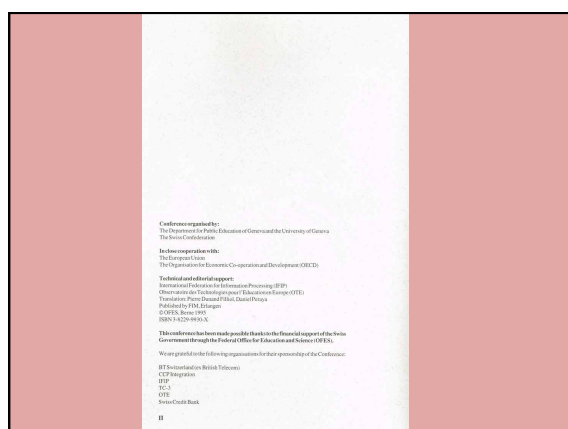 Conference organised by:
The Department for Public Education of Geneva and the University of Geneva
The Swiss Confederation
In close cooperation with:
The European Union
The Organisation for Economic Co-operation and Development (OECD)
Technical and editorial support:
International Federation for Information Processing (IFIP)
Observatoire des Technologies pour l'Education en Europe (OTE)
Translation: Pierre Dunand Filliol, Daniel Peraya
Published by FIM, Erlangen
© OFES, Berne 1995
ISBN 3-8229-9930-X
This conference has been made possible thanks to the financial support of the Swiss
Government through the Federal Office for Education and Science (OFES).
We are grateful to the following organisations for their sponsorship of the Conference:
BT Switzerland (ex British Telecom)
CCP Integration
IFIP
TC-3
OTE
Swiss Credit Bank
II